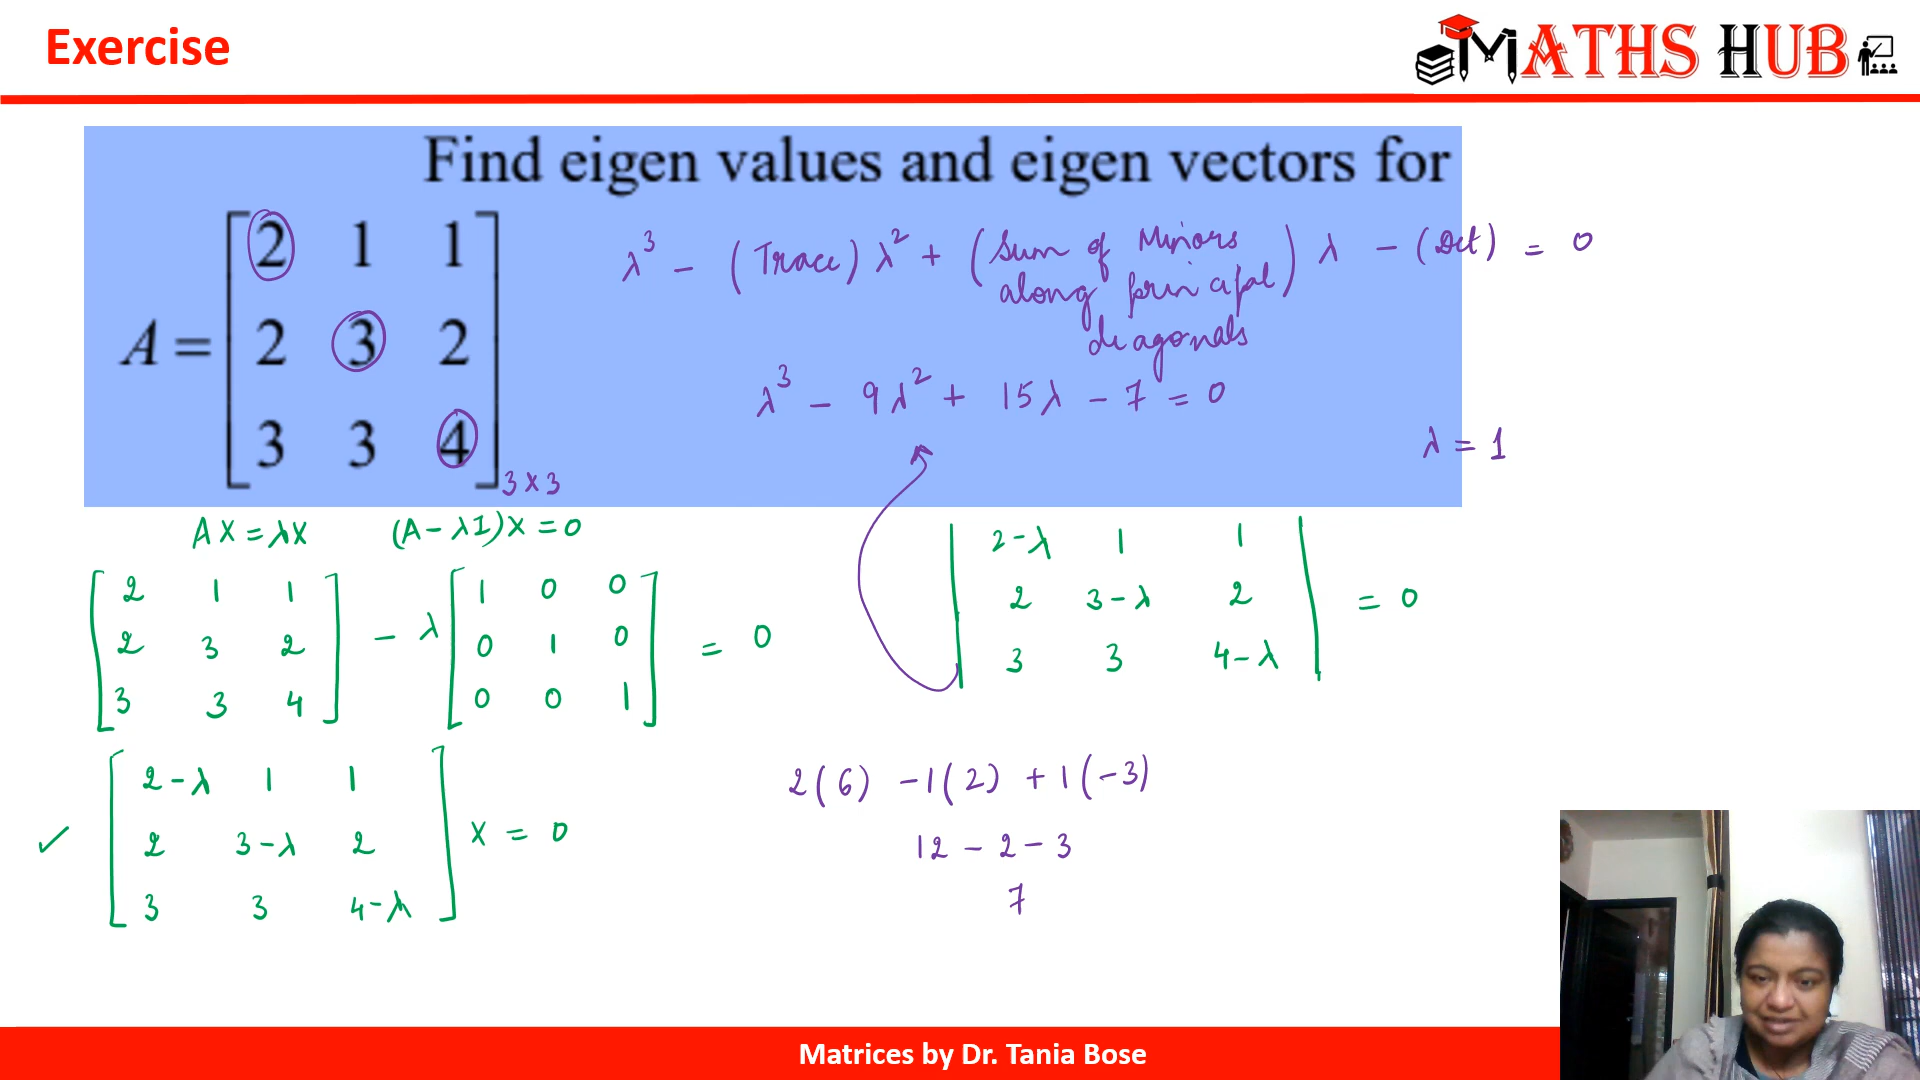 Exercise
MATHS HUB
Find eigen values and eigen vectors for
A = [ 2 1 1
2 3 2
3 3 4 ] 3×3
λ³ - (Trace) λ² + (Sum of Minors along principal diagonals) λ - (Det) = 0
λ³ - 9λ² + 15λ - 7 = 0
λ = 1
AX = λX (A - λI)X = 0
[ 2 1 1
2 3 2
3 3 4 ] - λ [ 1 0 0
0 1 0
0 0 1 ] = 0
| 2-λ 1 1
2 3-λ 2
3 3 4-λ | = 0
✓ [ 2-λ 1 1
2 3-λ 2
3 3 4-λ ] X = 0
2(6) -1(2) +1(-3)
12 - 2 - 3
7
Matrices by Dr. Tania Bose